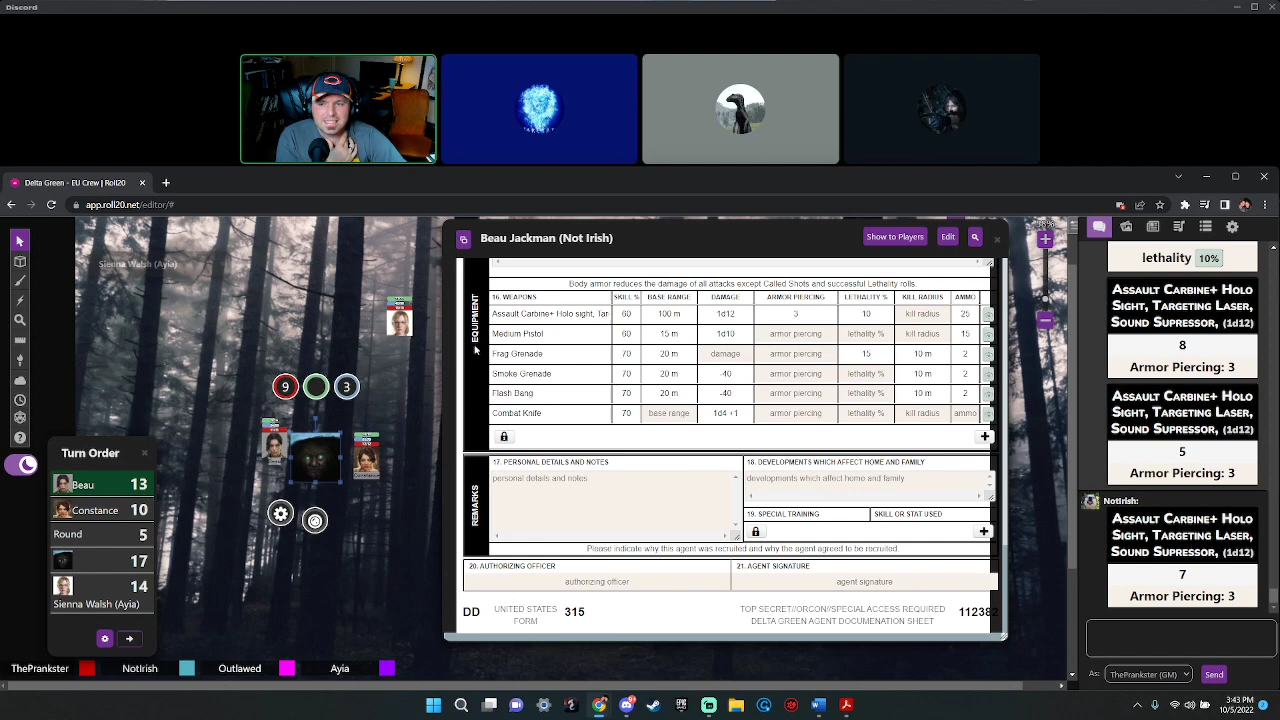 Discord
TARGET
Delta Green - EU Crew | Roll20
app.roll20.net/editor/#
Sienna Walsh (Ayia)
9
3
Turn Order
Beau 13
Constance 10
Round 5
17
14
Sienna Walsh (Ayia)
Beau Jackman (Not Irish)
Show to Players
Edit
EQUIPMENT
Body armor reduces the damage of all attacks except Called Shots and successful Lethality rolls.
16. WEAPONS SKILL % BASE RANGE DAMAGE ARMOR PIERCING LETHALITY % KILL RADIUS AMMO
Assault Carbine+ Holo sight, Tar 60 100 m 1d12 3 10 kill radius 25
Medium Pistol 60 15 m 1d10 armor piercing lethality % kill radius 15
Frag Grenade 70 20 m damage armor piercing 15 10 m 2
Smoke Grenade 70 20 m -40 armor piercing lethality % 10 m 2
Flash Bang 70 20 m -40 armor piercing lethality % 10 m 2
Combat Knife 70 base range 1d4 +1 armor piercing lethality % kill radius ammo
REMARKS
17. PERSONAL DETAILS AND NOTES
personal details and notes
18. DEVELOPMENTS WHICH AFFECT HOME AND FAMILY
developments which affect home and family
19. SPECIAL TRAINING SKILL OR STAT USED
Please indicate why this agent was recruited and why the agent agreed to be recruited.
20. AUTHORIZING OFFICER
authorizing officer
21. AGENT SIGNATURE
agent signature
DD UNITED STATES
FORM
315
TOP SECRET//ORCON//SPECIAL ACCESS REQUIRED
DELTA GREEN AGENT DOCUMENATION SHEET
112382
lethality 10%
ASSAULT CARBINE+ HOLO
SIGHT, TARGETING LASER,
SOUND SUPRESSOR, (1D12)
8
Armor Piercing: 3
ASSAULT CARBINE+ HOLO
SIGHT, TARGETING LASER,
SOUND SUPRESSOR, (1D12)
5
Armor Piercing: 3
NotIrish:
ASSAULT CARBINE+ HOLO
SIGHT, TARGETING LASER,
SOUND SUPRESSOR, (1D12)
7
Armor Piercing: 3
As:
ThePrankster (GM)
Send
ThePrankster
NotIrish
Outlawed
Ayia
3:43 PM
10/5/2022